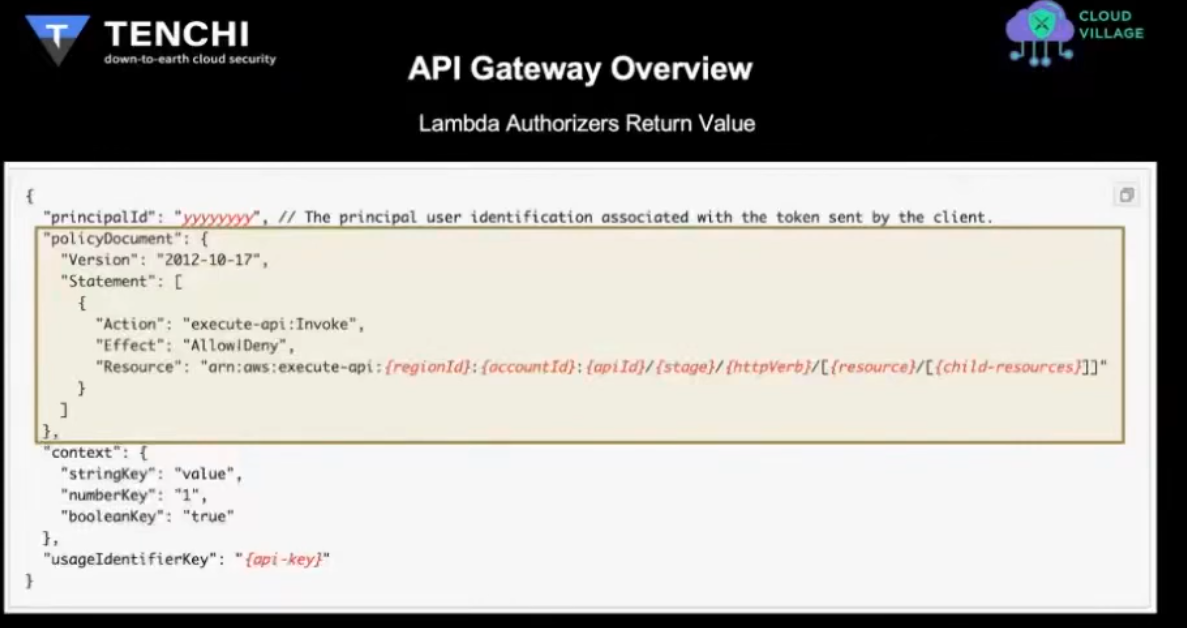 TENCHI
down-to-earth cloud security
CLOUD
VILLAGE
API Gateway Overview
Lambda Authorizers Return Value
{
"principalId": "yyyyyyyy", // The principal user identification associated with the token sent by the client.
"policyDocument": {
"Version": "2012-10-17",
"Statement": [
{
"Action": "execute-api:Invoke",
"Effect": "Allow|Deny",
"Resource": "arn:aws:execute-api:{regionId}:{accountId}:{apiId}/{stage}/{httpVerb}/[{resource}/[{child-resources}]]"
}
]
},
"context": {
"stringKey": "value",
"numberKey": "1",
"booleanKey": "true"
},
"usageIdentifierKey": "{api-key}"
}